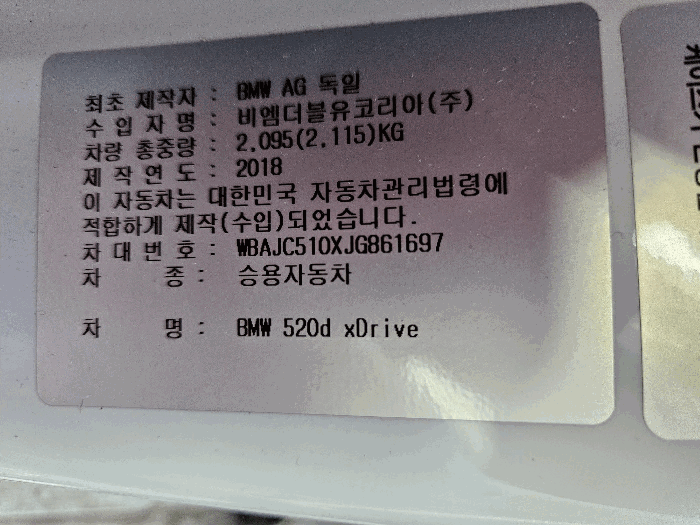 최초 제작자 : BMW AG 독일
수 입 자 명 : 비엠더블유코리아(주)
차량 총중량 : 2.095(2.115)KG
제 작 연 도 : 2018
이 자동차는 대한민국 자동차관리법령에
적합하게 제작(수입)되었습니다.
차 대 번 호 : WBAJC510XJG861697
차 종 : 승용자동차
차 명 : BMW 520d xDrive